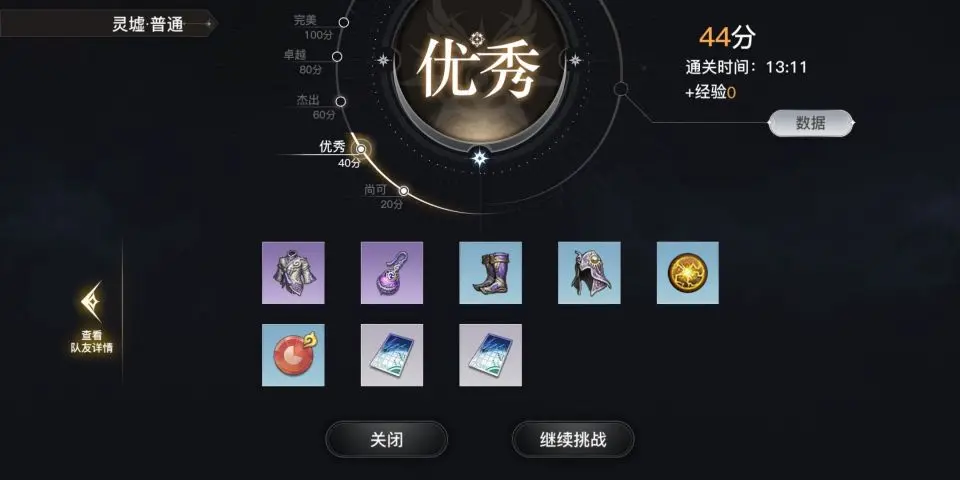 灵墟·普通
完美
100分
卓越
80分
杰出
60分
优秀
40分
尚可
20分
优秀
44分
通关时间：13:11
+经验0
数据
查看
队友详情
关闭
继续挑战